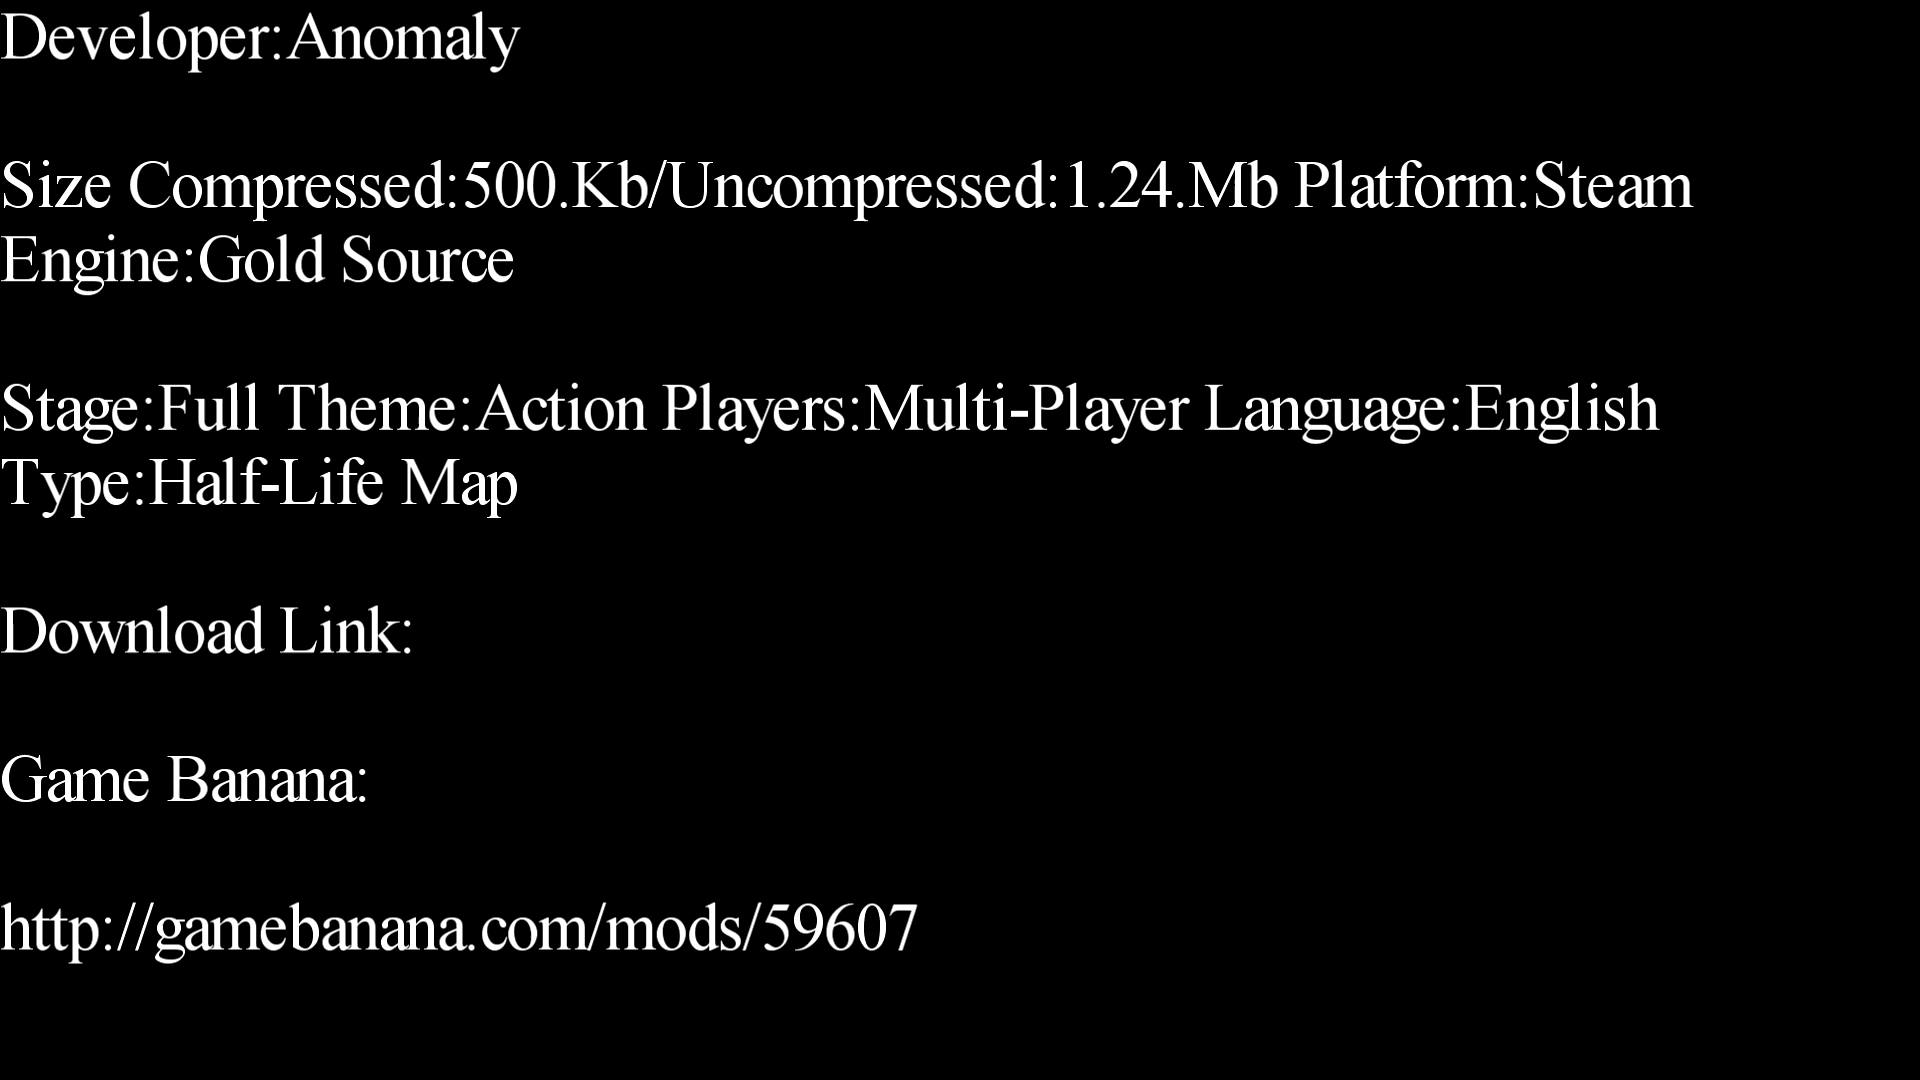 Developer:Anomaly
Size Compressed:500.Kb/Uncompressed:1.24.Mb Platform:Steam
Engine:Gold Source
Stage:Full Theme:Action Players:Multi-Player Language:English
Type:Half-Life Map
Download Link:
Game Banana:
http://gamebanana.com/mods/59607